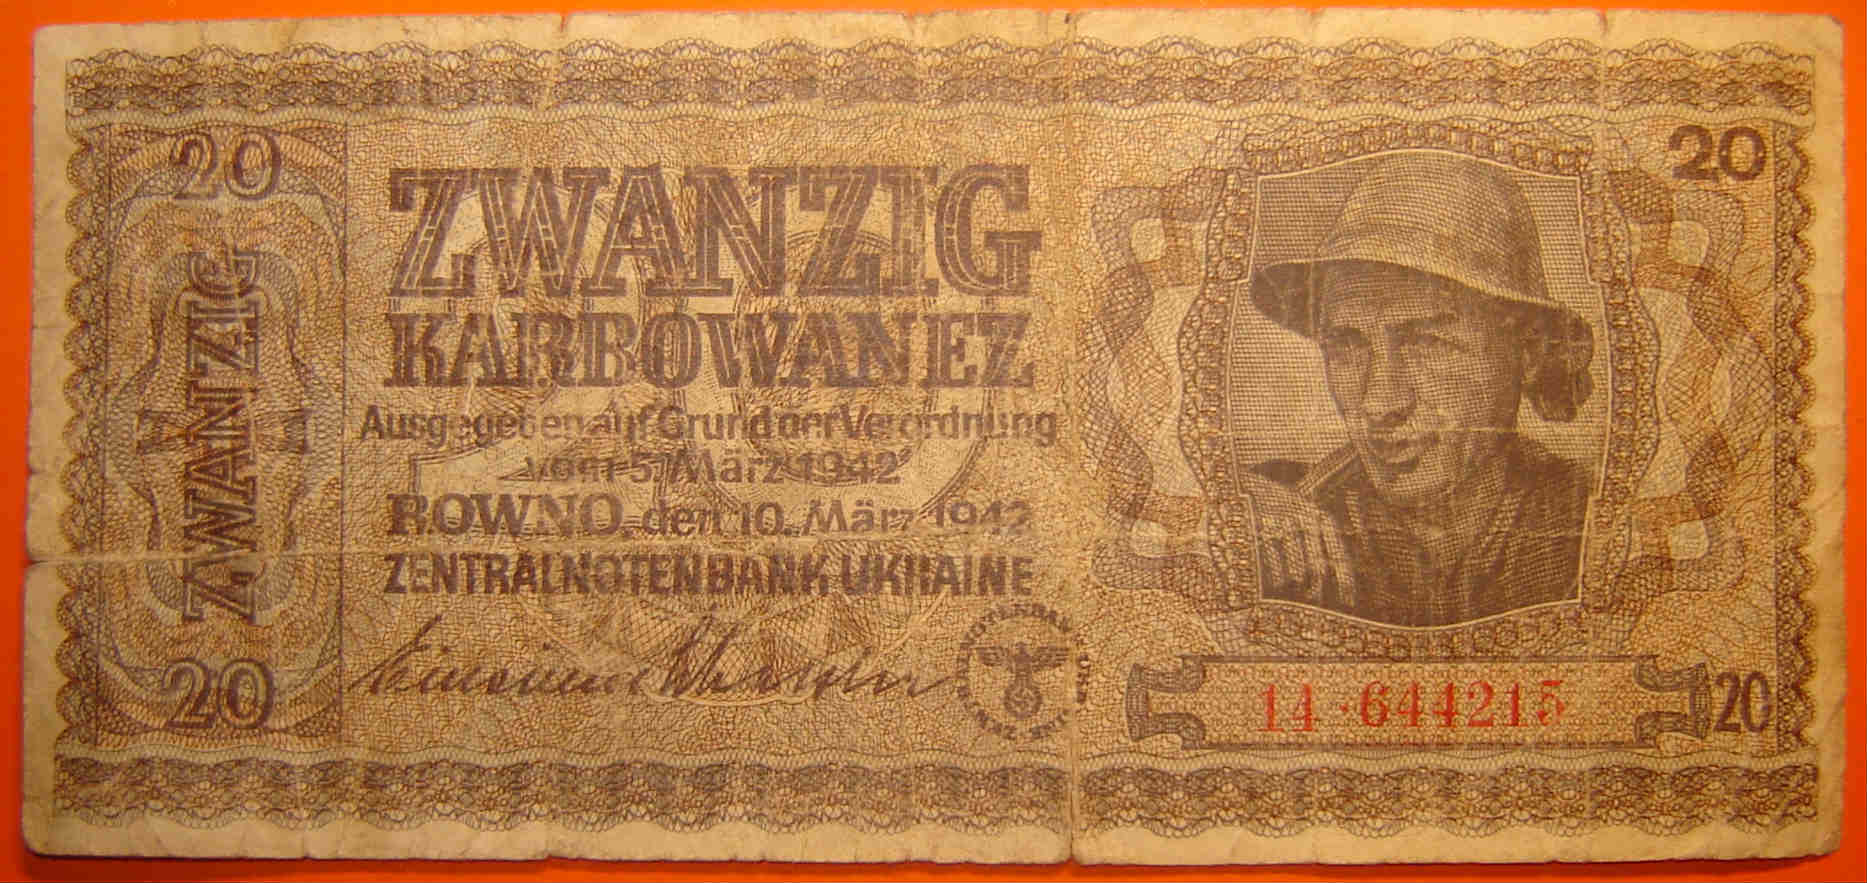 20
ZWANZIG
20
ZWANZIG
KARBOWANEZ
Ausgegeben auf Grund der Verordnung
vom 5. März 1942
ROWNO, den 10. März 1942
ZENTRALNOTENBANK UKRAINE
20
14 · 644215
20